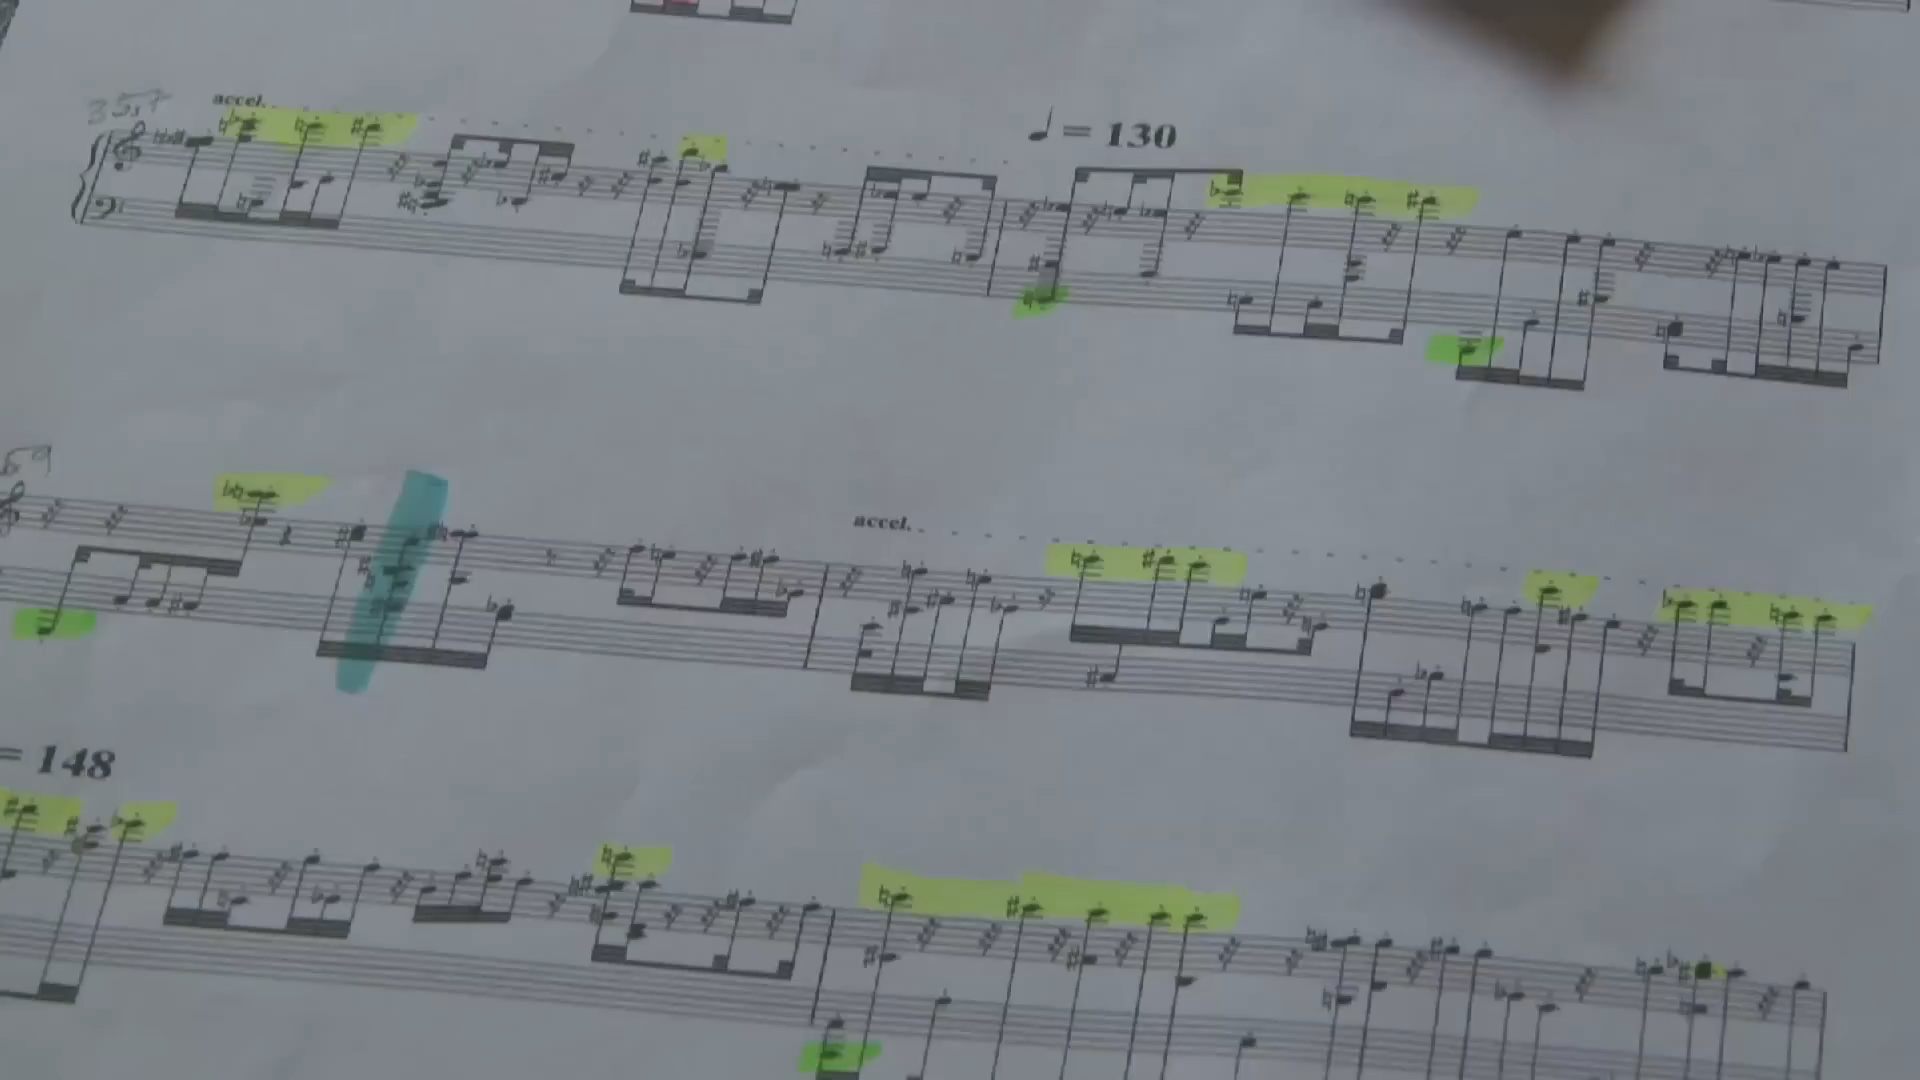 accel.
♩ = 130
accel.
= 148